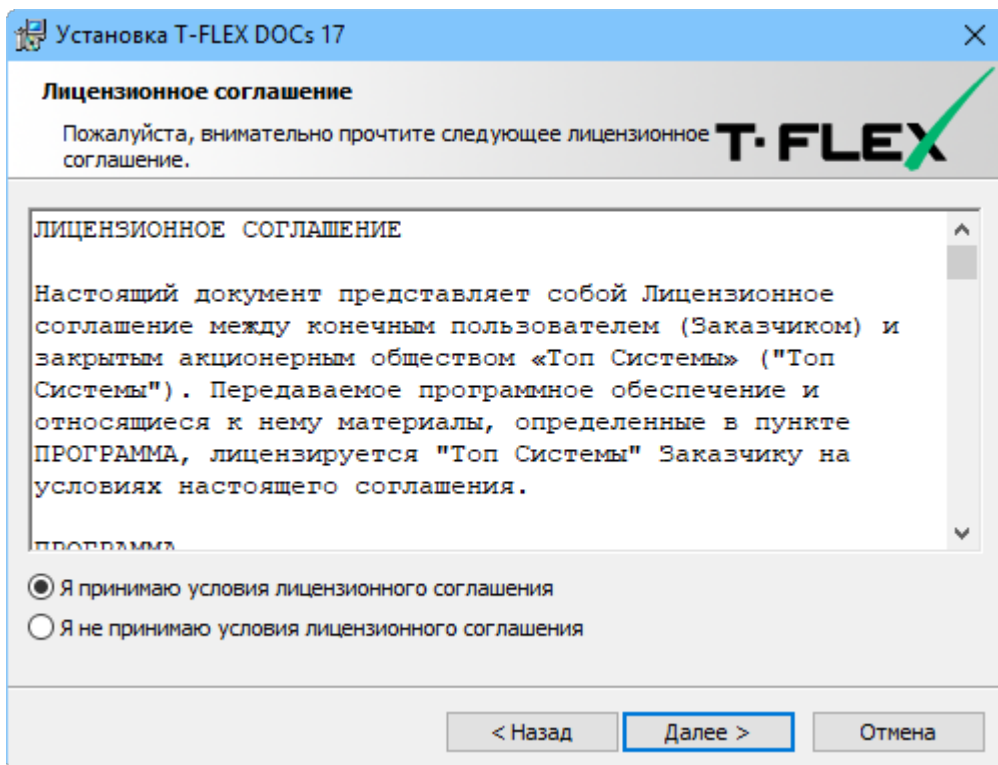 Установка T-FLEX DOCs 17
Лицензионное соглашение
Пожалуйста, внимательно прочтите следующее лицензионное
соглашение.
T-FLEX
ЛИЦЕНЗИОННОЕ СОГЛАШЕНИЕ
Настоящий документ представляет собой Лицензионное
соглашение между конечным пользователем (Заказчиком) и
закрытым акционерным обществом «Топ Системы» ("Топ
Системы"). Передаваемое программное обеспечение и
относящиеся к нему материалы, определенные в пункте
ПРОГРАММА, лицензируется "Топ Системы" Заказчику на
условиях настоящего соглашения.
ПРОГРАММА
Я принимаю условия лицензионного соглашения
Я не принимаю условия лицензионного соглашения
< Назад
Далее >
Отмена